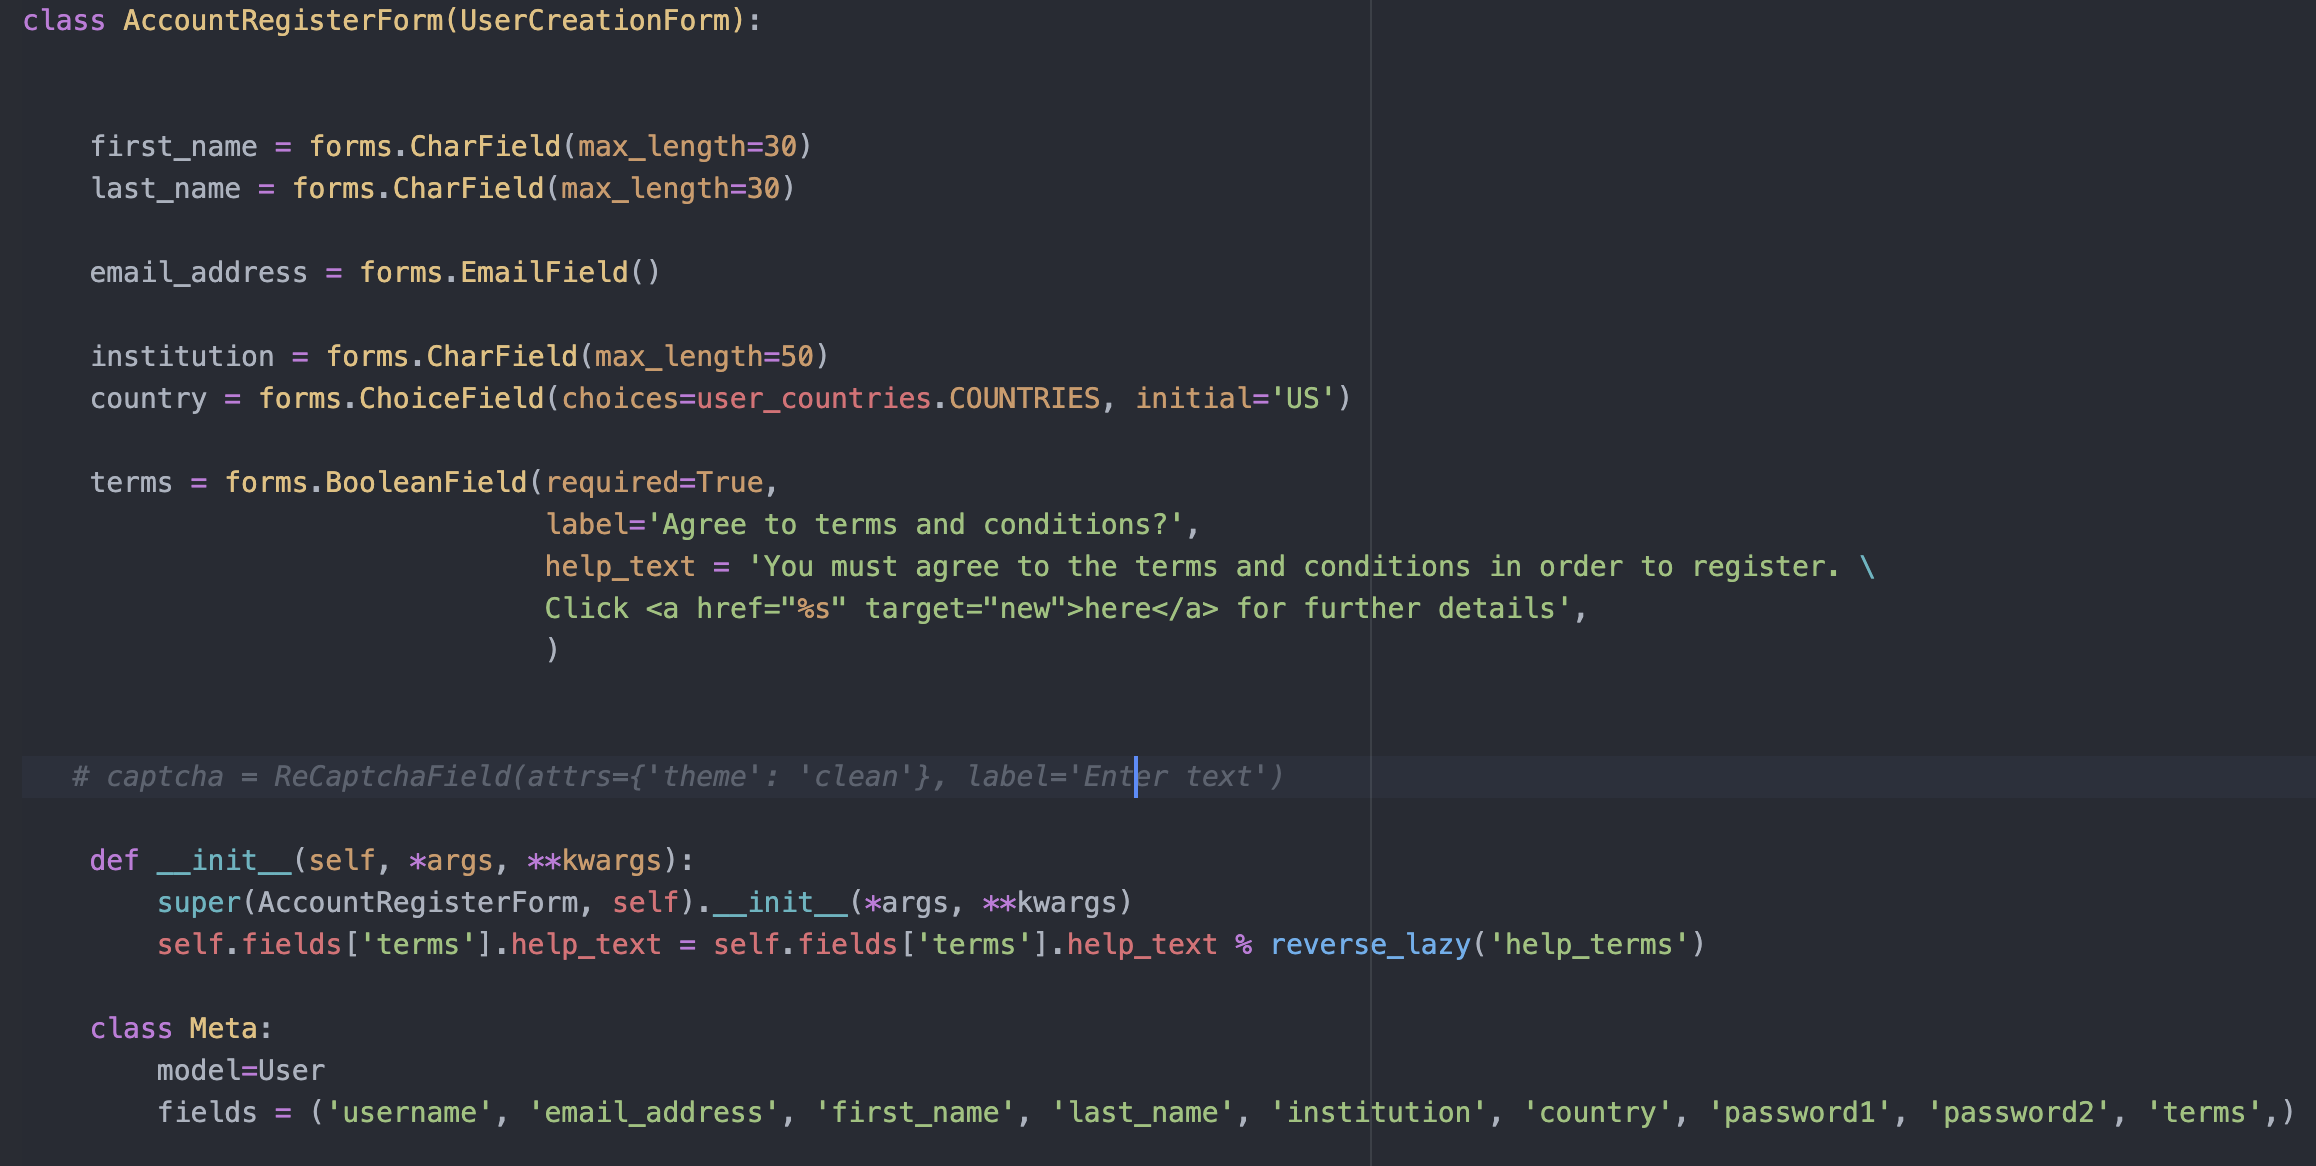 class AccountRegisterForm(UserCreationForm):
first_name = forms.CharField(max_length=30)
last_name = forms.CharField(max_length=30)
email_address = forms.EmailField()
institution = forms.CharField(max_length=50)
country = forms.ChoiceField(choices=user_countries.COUNTRIES, initial='US')
terms = forms.BooleanField(required=True,
label='Agree to terms and conditions?',
help_text = 'You must agree to the terms and conditions in order to register. \
Click <a href="%s" target="new">here</a> for further details',
)
# captcha = ReCaptchaField(attrs={'theme': 'clean'}, label='Enter text')
def __init__(self, *args, **kwargs):
super(AccountRegisterForm, self).__init__(*args, **kwargs)
self.fields['terms'].help_text = self.fields['terms'].help_text % reverse_lazy('help_terms')
class Meta:
model=User
fields = ('username', 'email_address', 'first_name', 'last_name', 'institution', 'country', 'password1', 'password2', 'terms',)